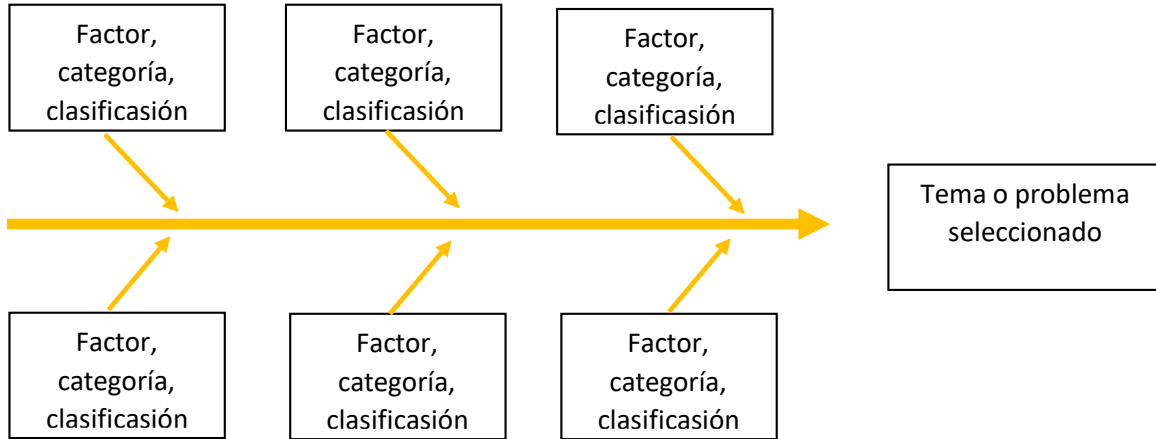 Factor,
categoría,
clasificasión
Factor,
categoría,
clasificasión
Factor,
categoría,
clasificasión
Tema o problema
seleccionado
Factor,
categoría,
clasificasión
Factor,
categoría,
clasificasión
Factor,
categoría,
clasificasión